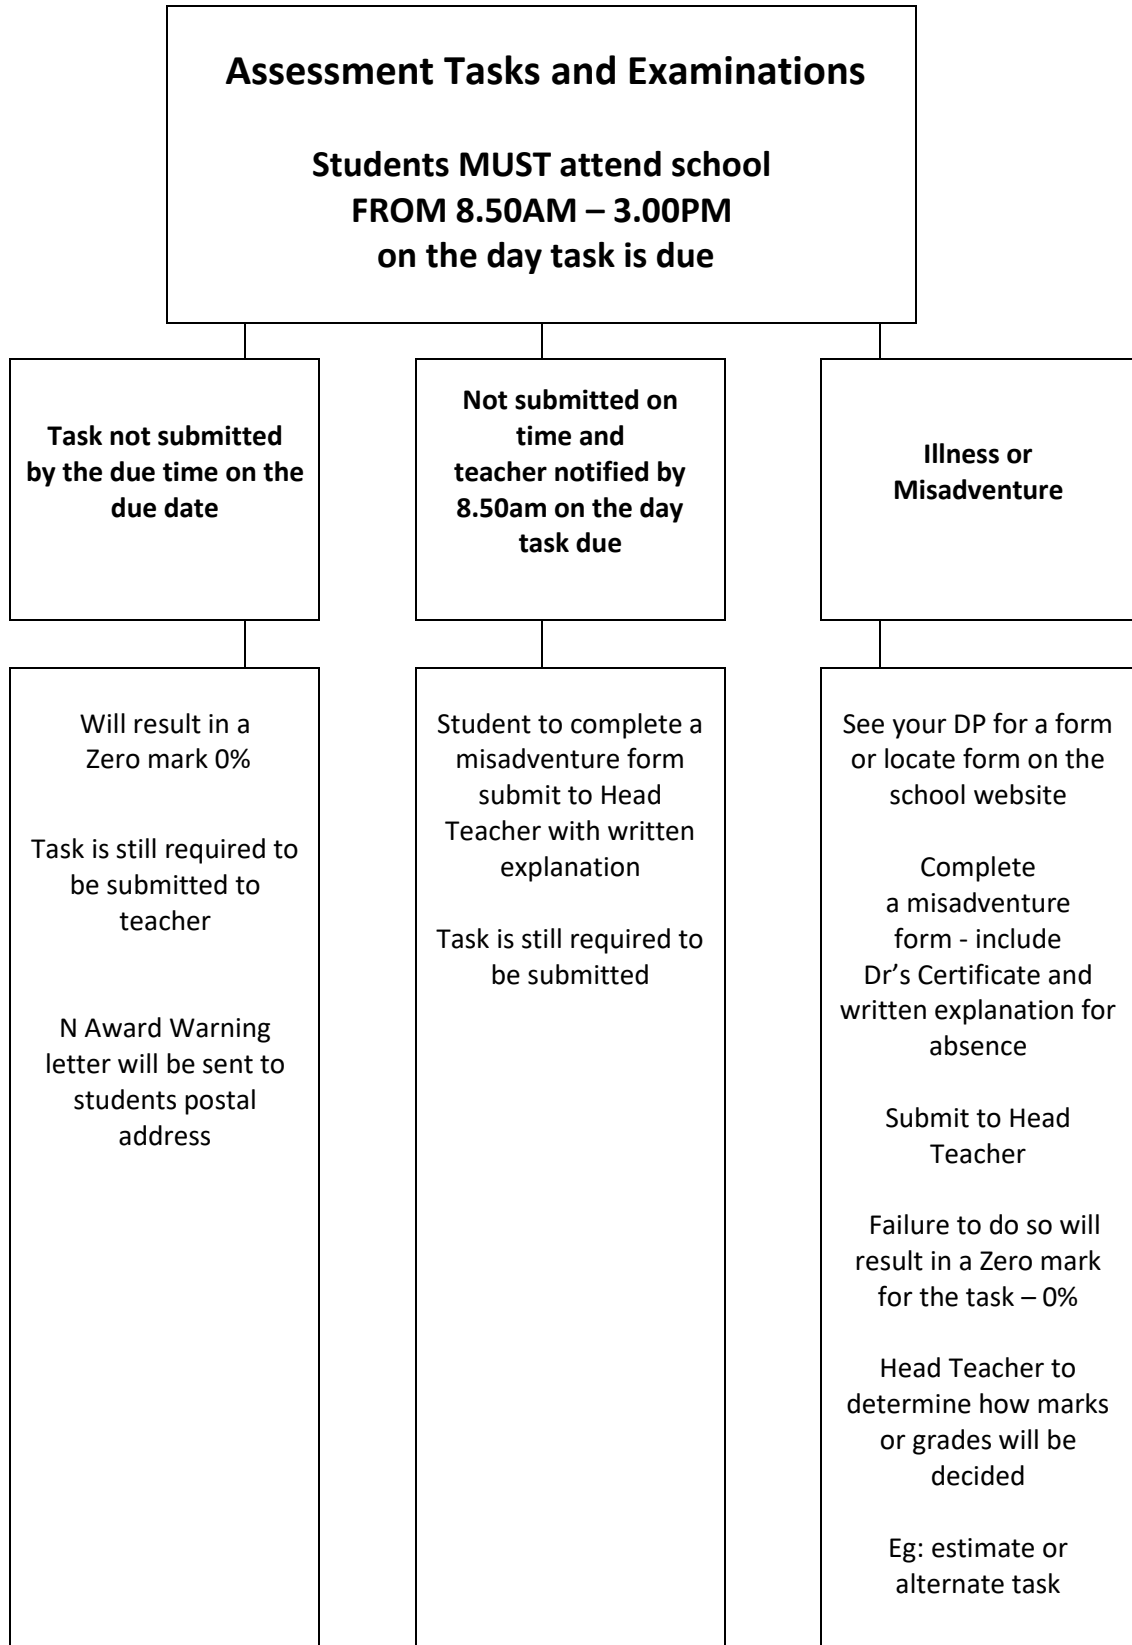 Assessment Tasks and Examinations
Students MUST attend school
FROM 8.50AM – 3.00PM
on the day task is due
Task not submitted
by the due time on the
due date
Not submitted on
time and
teacher notified by
8.50am on the day
task due
Illness or
Misadventure
Will result in a
Zero mark 0%
Task is still required to
be submitted to
teacher
N Award Warning
letter will be sent to
students postal
address
Student to complete a
misadventure form
submit to Head
Teacher with written
explanation
Task is still required to
be submitted
See your DP for a form
or locate form on the
school website
Complete
a misadventure
form - include
Dr’s Certificate and
written explanation for
absence
Submit to Head
Teacher
Failure to do so will
result in a Zero mark
for the task – 0%
Head Teacher to
determine how marks
or grades will be
decided
Eg: estimate or
alternate task